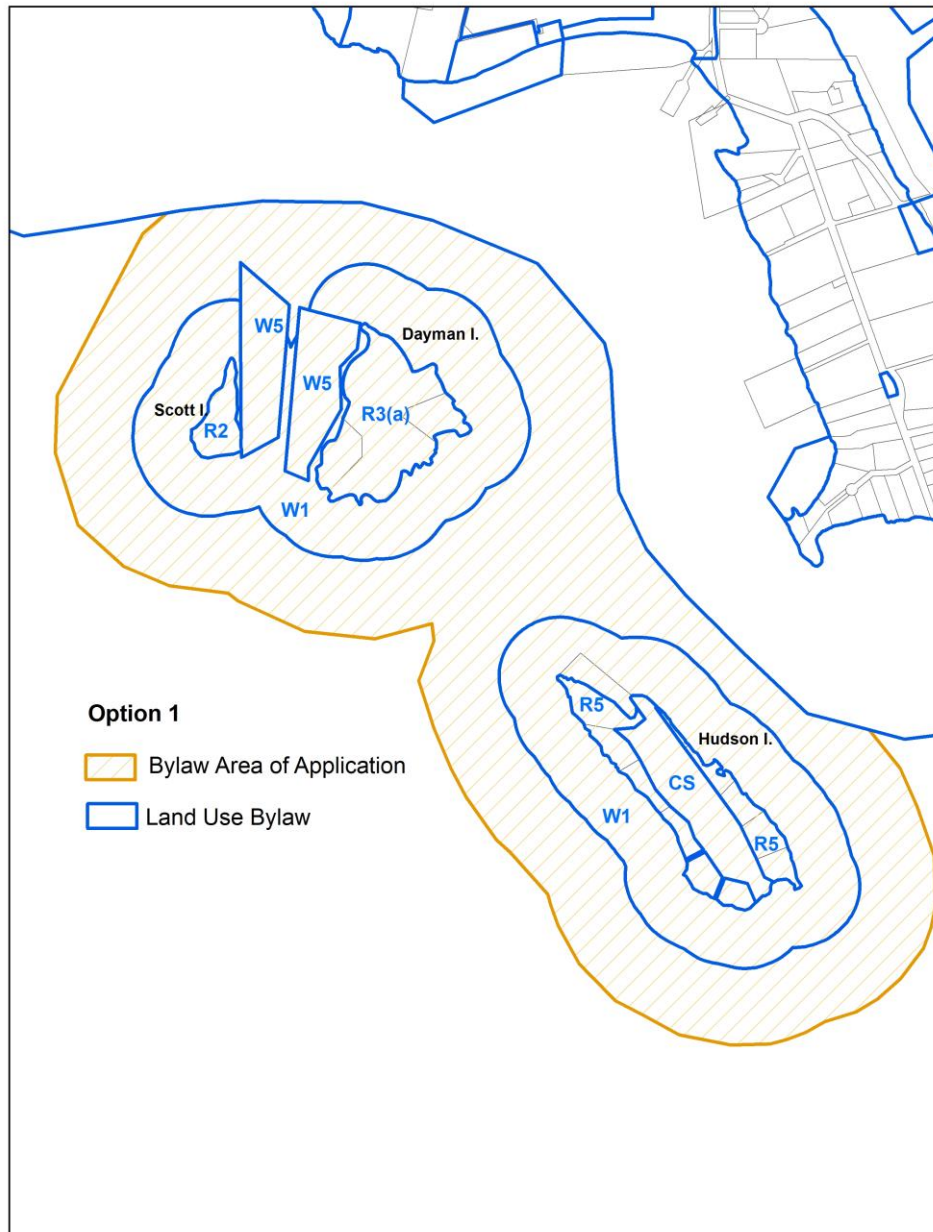 W5
Dayman I.
W5
Scott I.
R3(a)
R2
W1
Option 1
R5
Hudson I.
Bylaw Area of Application
CS
Land Use Bylaw
W1
R5